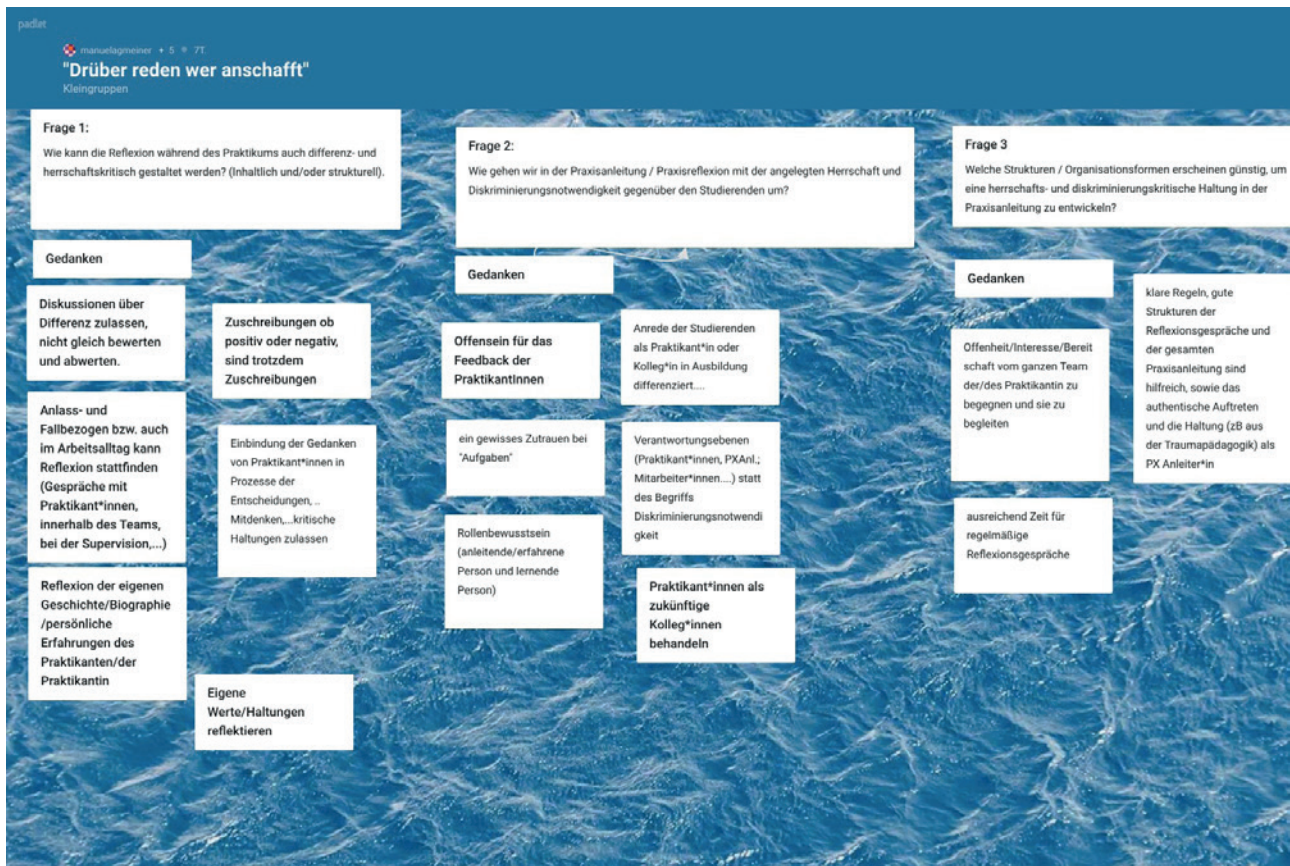 padlet
manuelagmeiner + 5 7T.
"Drüber reden wer anschafft"
Kleingruppen
Frage 1:
Wie kann die Reflexion während des Praktikums auch differenz- und
herrschaftskritisch gestaltet werden? (Inhaltlich und/oder strukturell).
Gedanken
Diskussionen über
Differenz zulassen,
nicht gleich bewerten
und abwerten.
Zuschreibungen ob
positiv oder negativ,
sind trotzdem
Zuschreibungen
Anlass- und
Fallbezogen bzw. auch
im Arbeitsalltag kann
Reflexion stattfinden
(Gespräche mit
Praktikant*innen,
innerhalb des Teams,
bei der Supervision,...)
Einbindung der Gedanken
von Praktikant*innen in
Prozesse der
Entscheidungen, ..
Mitdenken,...kritische
Haltungen zulassen
Reflexion der eigenen
Geschichte/Biographie
/persönliche
Erfahrungen des
Praktikanten/der
Praktikantin
Eigene
Werte/Haltungen
reflektieren
Frage 2:
Wie gehen wir in der Praxisanleitung / Praxisreflexion mit der angelegten Herrschaft und
Diskriminierungsnotwendigkeit gegenüber den Studierenden um?
Gedanken
Offensein für das
Feedback der
PraktikantInnen
Anrede der Studierenden
als Praktikant*in oder
Kolleg*in in Ausbildung
differenziert....
ein gewisses Zutrauen bei
"Aufgaben"
Verantwortungsebenen
(Praktikant*innen, PXAnl.;
Mitarbeiter*innen....) statt
des Begriffs
Diskriminierungsnotwendi
gkeit
Rollenbewusstsein
(anleitende/erfahrene
Person und lernende
Person)
Praktikant*innen als
zukünftige
Kolleg*innen
behandeln
Frage 3
Welche Strukturen / Organisationsformen erscheinen günstig, um
eine herrschafts- und diskriminierungskritische Haltung in der
Praxisanleitung zu entwickeln?
Gedanken
Offenheit/Interesse/Bereit
schaft vom ganzen Team
der/des Praktikantin zu
begegnen und sie zu
begleiten
klare Regeln, gute
Strukturen der
Reflexionsgespräche und
der gesamten
Praxisanleitung sind
hilfreich, sowie das
authentische Auftreten
und die Haltung (zB aus
der Traumapädagogik) als
PX Anleiter*in
ausreichend Zeit für
regelmäßige
Reflexionsgespräche